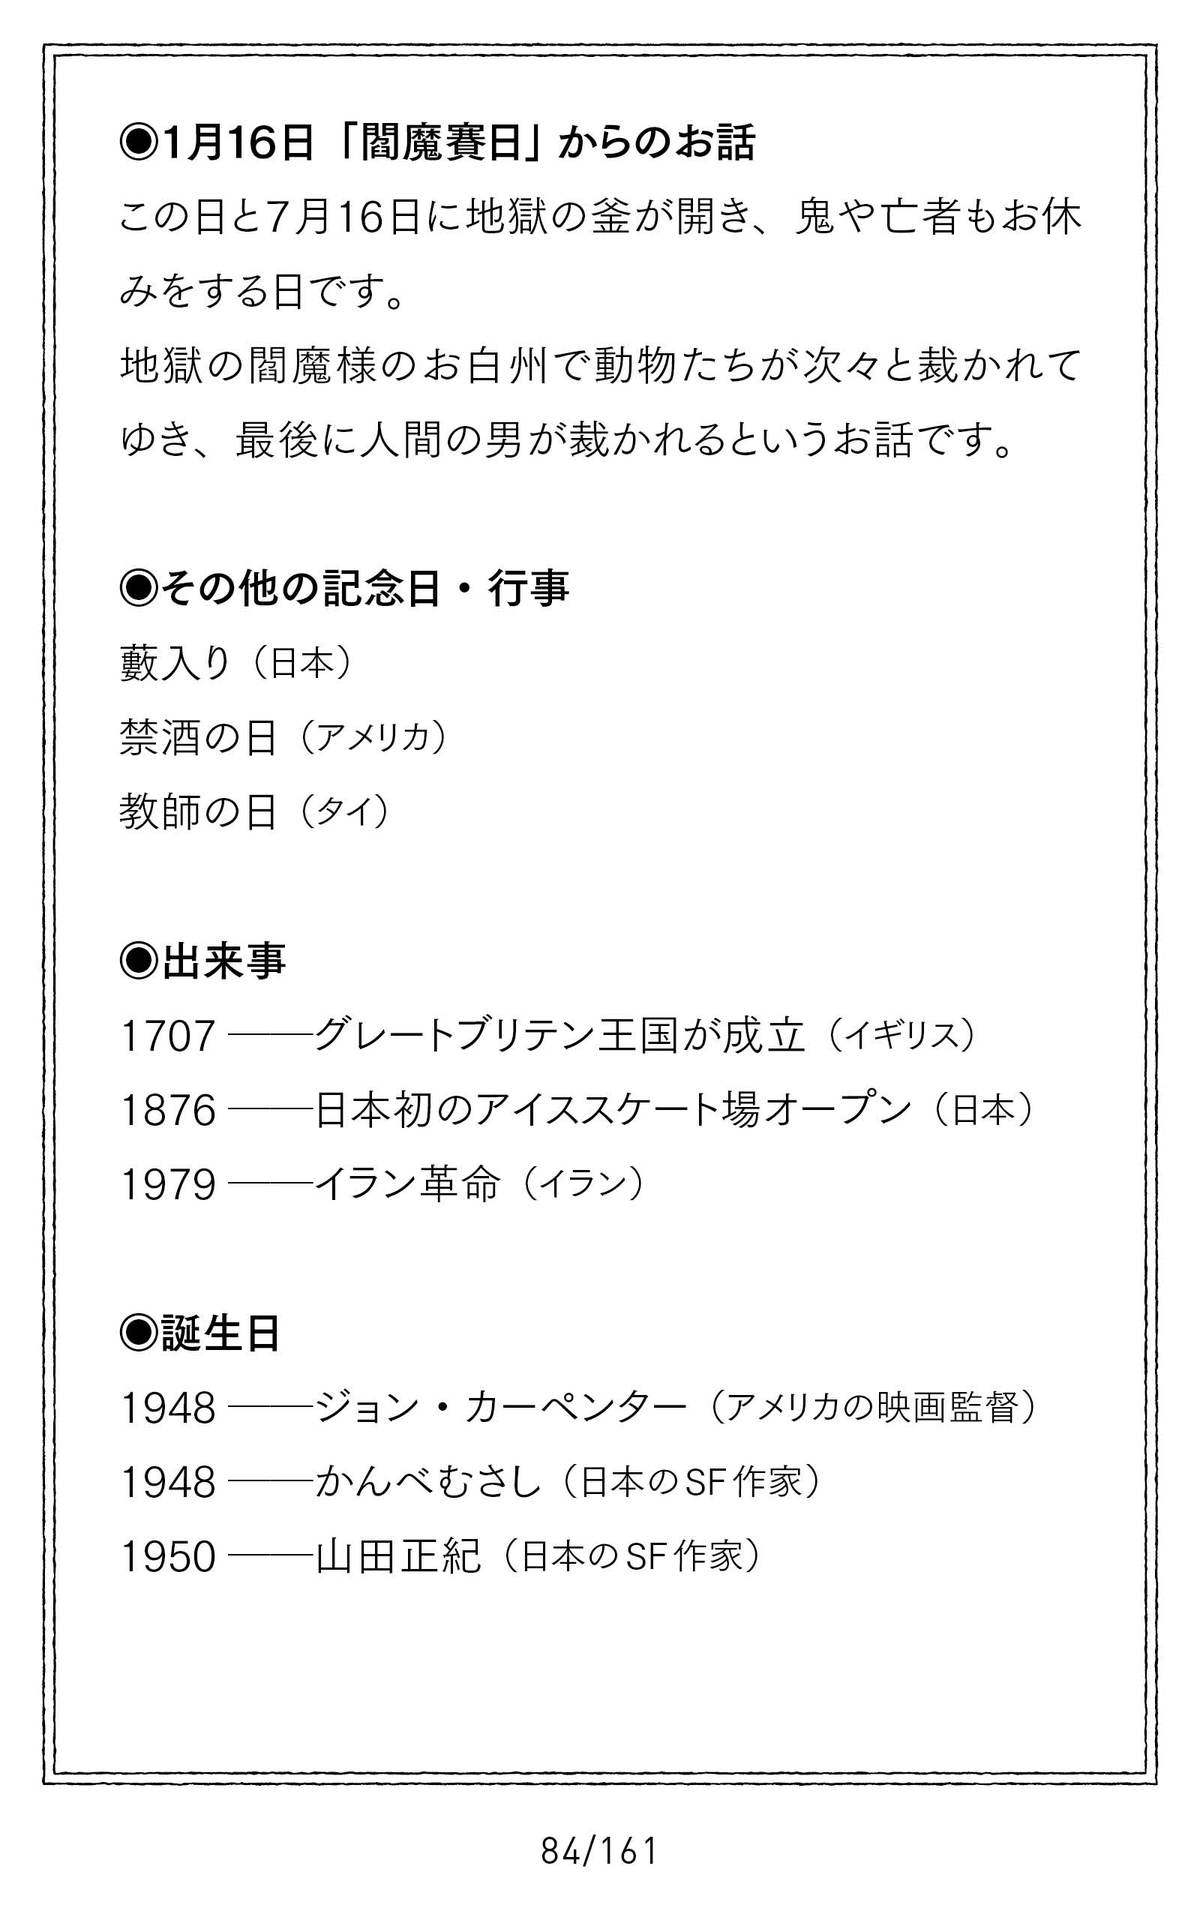 ◉1月16日「閻魔賽日」からのお話
この日と7月16日に地獄の釜が開き、鬼や亡者もお休
みをする日です。
地獄の閻魔様のお白州で動物たちが次々と裁かれて
ゆき、最後に人間の男が裁かれるというお話です。
◉その他の記念日・行事
藪入り（日本）
禁酒の日（アメリカ）
教師の日（タイ）
◉出来事
1707 ──グレートブリテン王国が成立（イギリス）
1876 ──日本初のアイススケート場オープン（日本）
1979 ──イラン革命（イラン）
◉誕生日
1948 ──ジョン・カーペンター（アメリカの映画監督）
1948 ──かんべむさし（日本のSF作家）
1950 ──山田正紀（日本のSF作家）
84/161